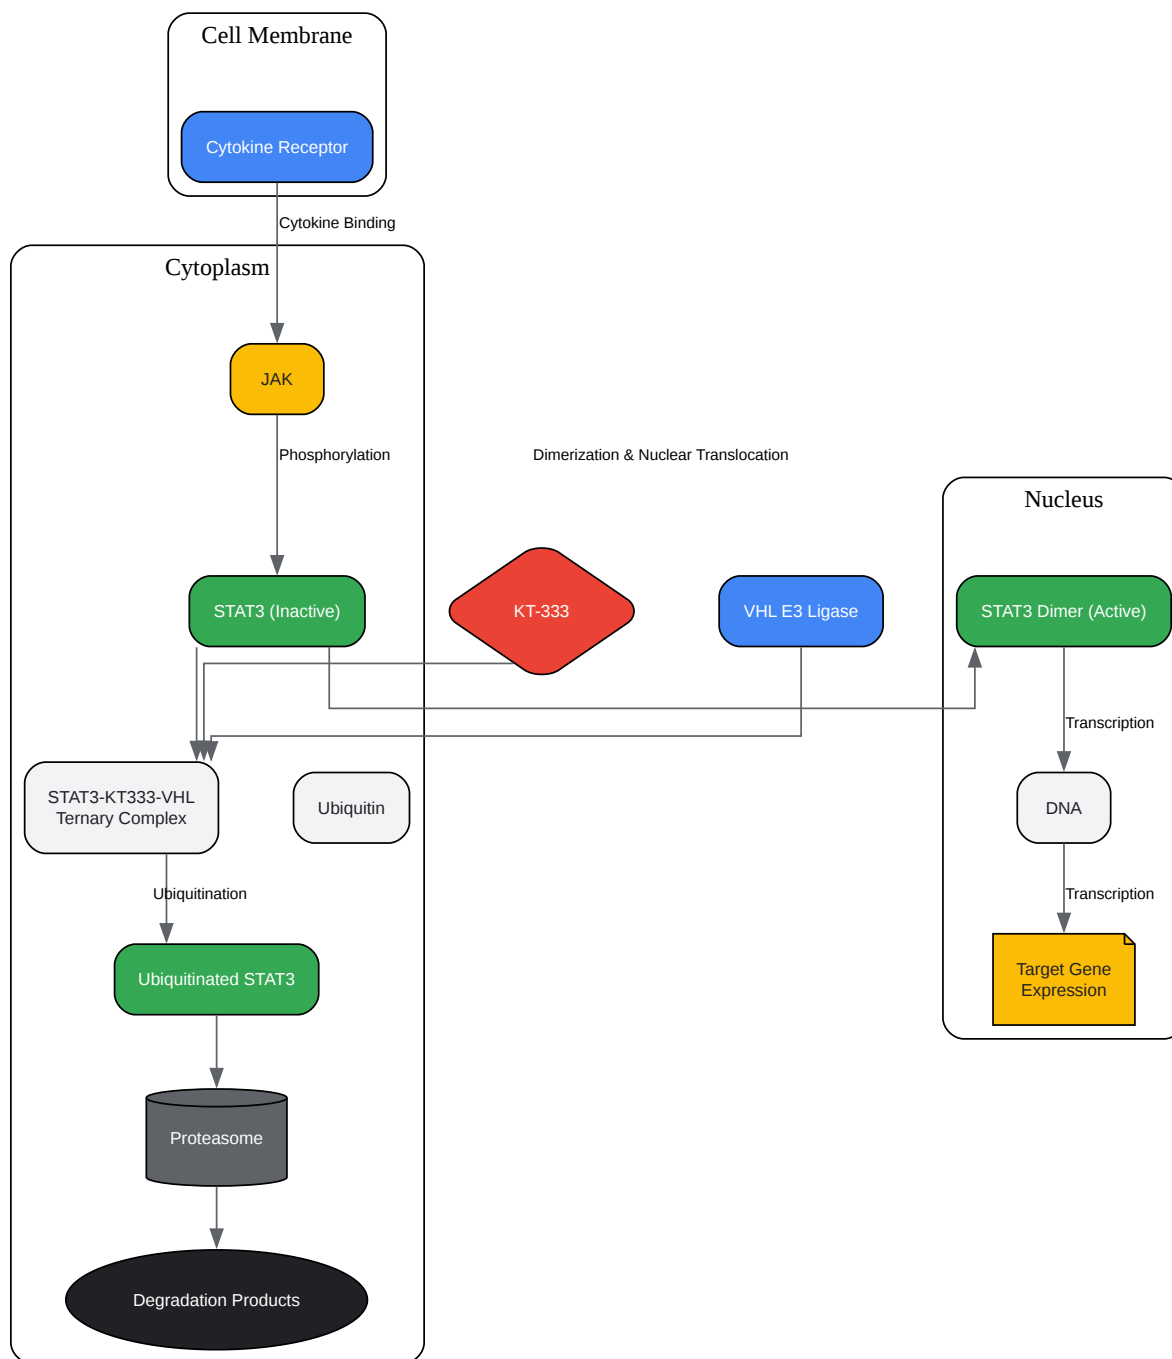 Cell Membrane
Cytokine Receptor
Cytokine Binding
Cytoplasm
JAK
Phosphorylation
Dimerization & Nuclear Translocation
Nucleus
STAT3 (Inactive)
KT-333
VHL E3 Ligase
STAT3 Dimer (Active)
Transcription
STAT3-KT333-VHL
Ternary Complex
Ubiquitin
DNA
Ubiquitination
Transcription
Ubiquitinated STAT3
Target Gene
Expression
Proteasome
Degradation Products